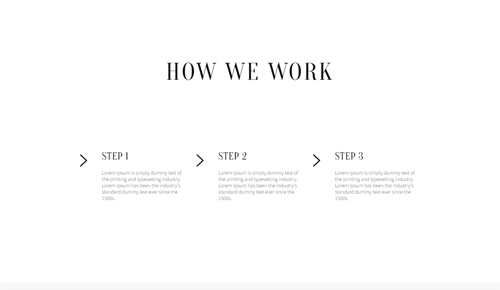 HOW WE WORK
STEP 1
Lorem Ipsum is simply dummy text of
the printing and typesetting industry.
Lorem Ipsum has been the industry's
standard dummy text ever since the
1500s.
STEP 2
Lorem Ipsum is simply dummy text of
the printing and typesetting industry.
Lorem Ipsum has been the industry's
standard dummy text ever since the
1500s.
STEP 3
Lorem Ipsum is simply dummy text of
the printing and typesetting industry.
Lorem Ipsum has been the industry's
standard dummy text ever since the
1500s.